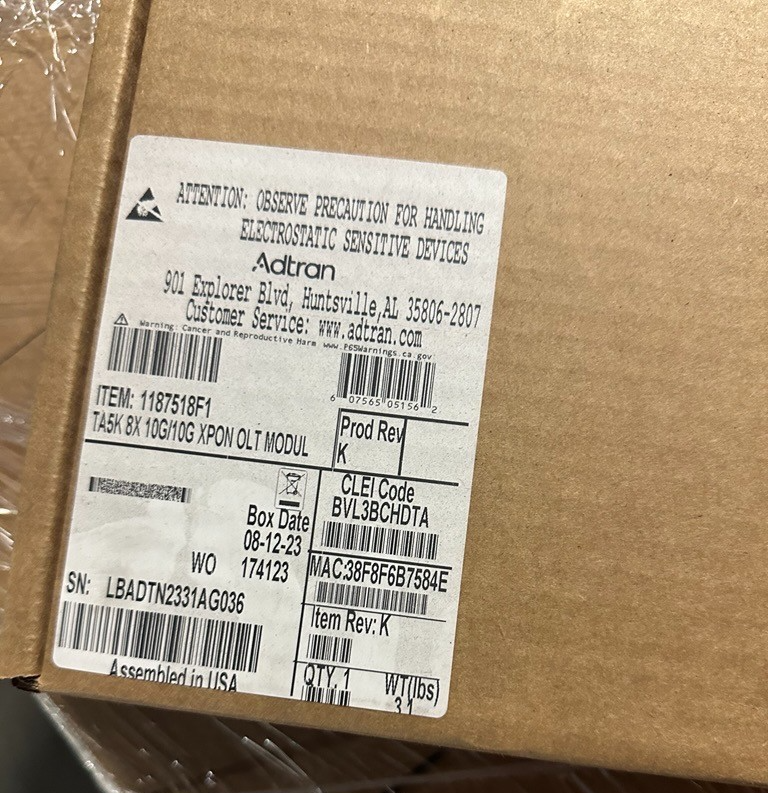 ATTENTION: OBSERVE PRECAUTION FOR HANDLING
ELECTROSTATIC SENSITIVE DEVICES
Adtran
901 Explorer Blvd, Huntsville,AL 35806-2807
Customer Service: www.adtran.com
Warning: Cancer and Reproductive Harm www.P65Warnings.ca.gov
6 07565 05156 2
ITEM: 1187518F1
TA5K 8X 10G/10G XPON OLT MODUL
Prod Rev
K
CLEI Code
BVL3BCHDTA
Box Date
08-12-23
WO 174123
MAC:38F8F6B7584E
SN: LBADTN2331AG036
Item Rev: K
Assembled in USA
QTY. 1
WT(lbs)
3.1